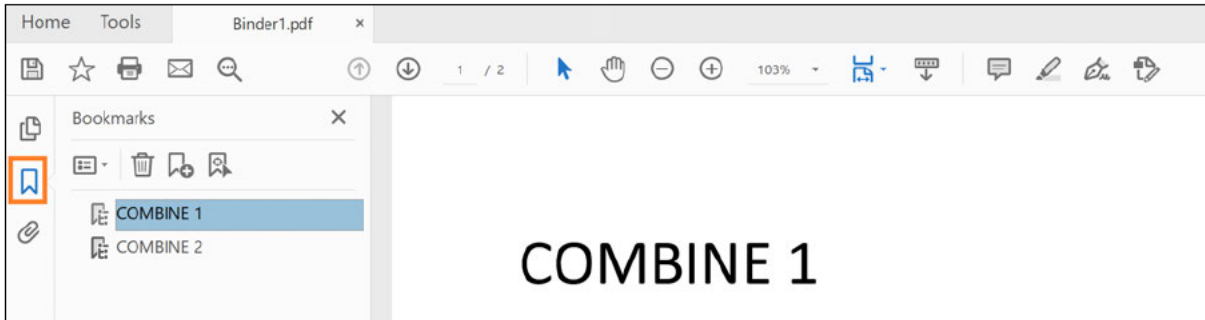 Home Tools Binder1.pdf ×
1 / 2 103%
Bookmarks
COMBINE 1
COMBINE 2
COMBINE 1